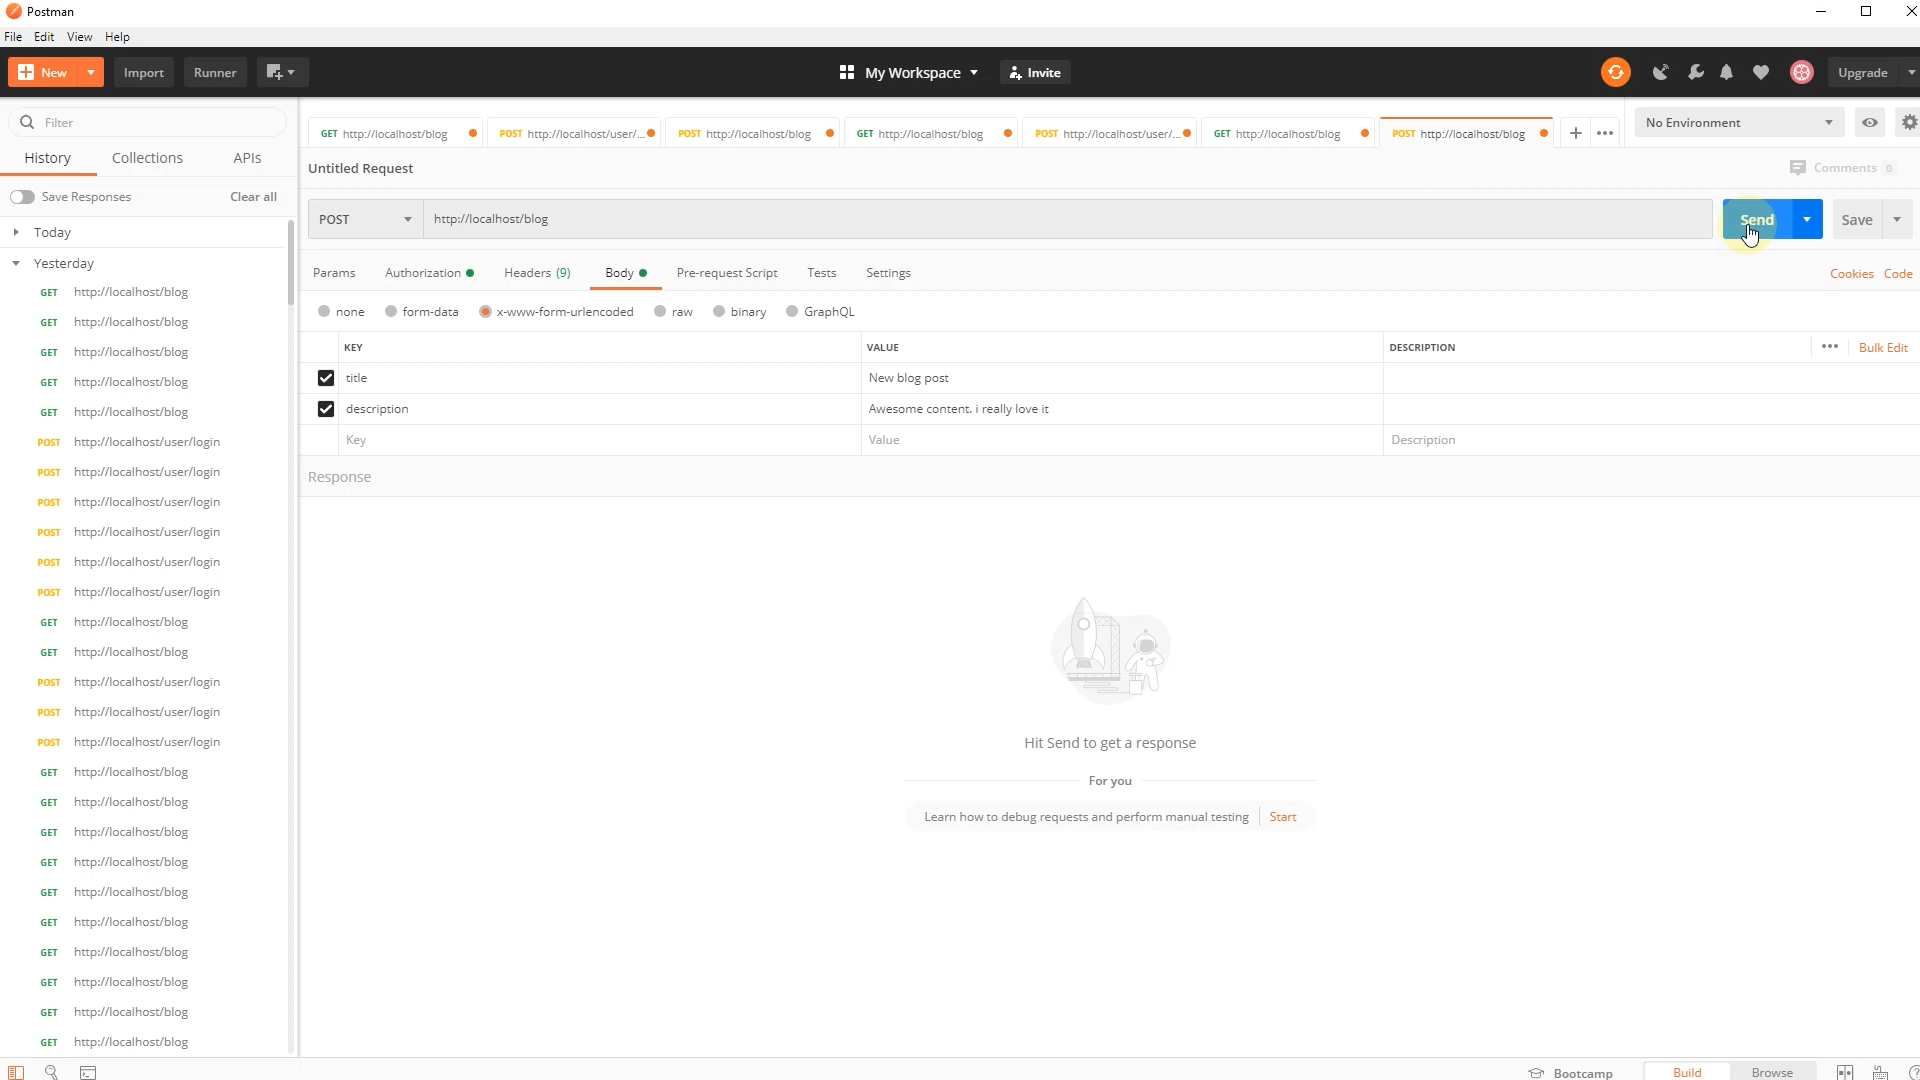 Postman
File Edit View Help
New Import Runner My Workspace Invite Upgrade
Filter
History Collections APIs
Save Responses Clear all
Today
Yesterday
GET http://localhost/blog
GET http://localhost/blog
GET http://localhost/blog
GET http://localhost/blog
GET http://localhost/blog
POST http://localhost/user/login
POST http://localhost/user/login
POST http://localhost/user/login
POST http://localhost/user/login
POST http://localhost/user/login
POST http://localhost/user/login
GET http://localhost/blog
GET http://localhost/blog
POST http://localhost/user/login
POST http://localhost/user/login
POST http://localhost/user/login
GET http://localhost/blog
GET http://localhost/blog
GET http://localhost/blog
GET http://localhost/blog
GET http://localhost/blog
GET http://localhost/blog
GET http://localhost/blog
GET http://localhost/blog
GET http://localhost/blog
GET http://localhost/blog
GET http://localhost/blog POST http://localhost/user/... POST http://localhost/blog GET http://localhost/blog POST http://localhost/user/... GET http://localhost/blog POST http://localhost/blog
No Environment
Untitled Request Comments 0
POST http://localhost/blog Send Save
Params Authorization Headers (9) Body Pre-request Script Tests Settings Cookies Code
none form-data x-www-form-urlencoded raw binary GraphQL
KEY VALUE DESCRIPTION Bulk Edit
title New blog post
description Awesome content. i really love it
Key Value Description
Response
Hit Send to get a response
For you
Learn how to debug requests and perform manual testing Start
Bootcamp Build Browse